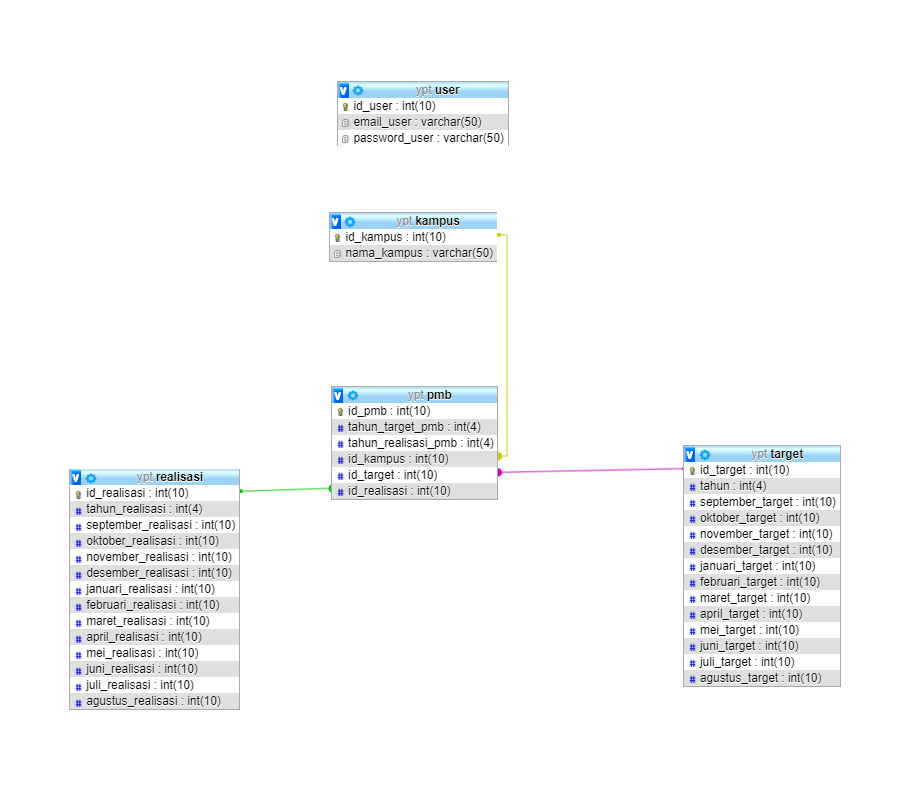 ypt user
id_user : int(10)
email_user : varchar(50)
password_user : varchar(50)
ypt kampus
id_kampus : int(10)
nama_kampus : varchar(50)
ypt pmb
id_pmb : int(10)
tahun_target_pmb : int(4)
tahun_realisasi_pmb : int(4)
id_kampus : int(10)
id_target : int(10)
id_realisasi : int(10)
ypt realisasi
id_realisasi : int(10)
tahun_realisasi : int(4)
september_realisasi : int(10)
oktober_realisasi : int(10)
november_realisasi : int(10)
desember_realisasi : int(10)
januari_realisasi : int(10)
februari_realisasi : int(10)
maret_realisasi : int(10)
april_realisasi : int(10)
mei_realisasi : int(10)
juni_realisasi : int(10)
juli_realisasi : int(10)
agustus_realisasi : int(10)
ypt target
id_target : int(10)
tahun : int(4)
september_target : int(10)
oktober_target : int(10)
november_target : int(10)
desember_target : int(10)
januari_target : int(10)
februari_target : int(10)
maret_target : int(10)
april_target : int(10)
mei_target : int(10)
juni_target : int(10)
juli_target : int(10)
agustus_target : int(10)